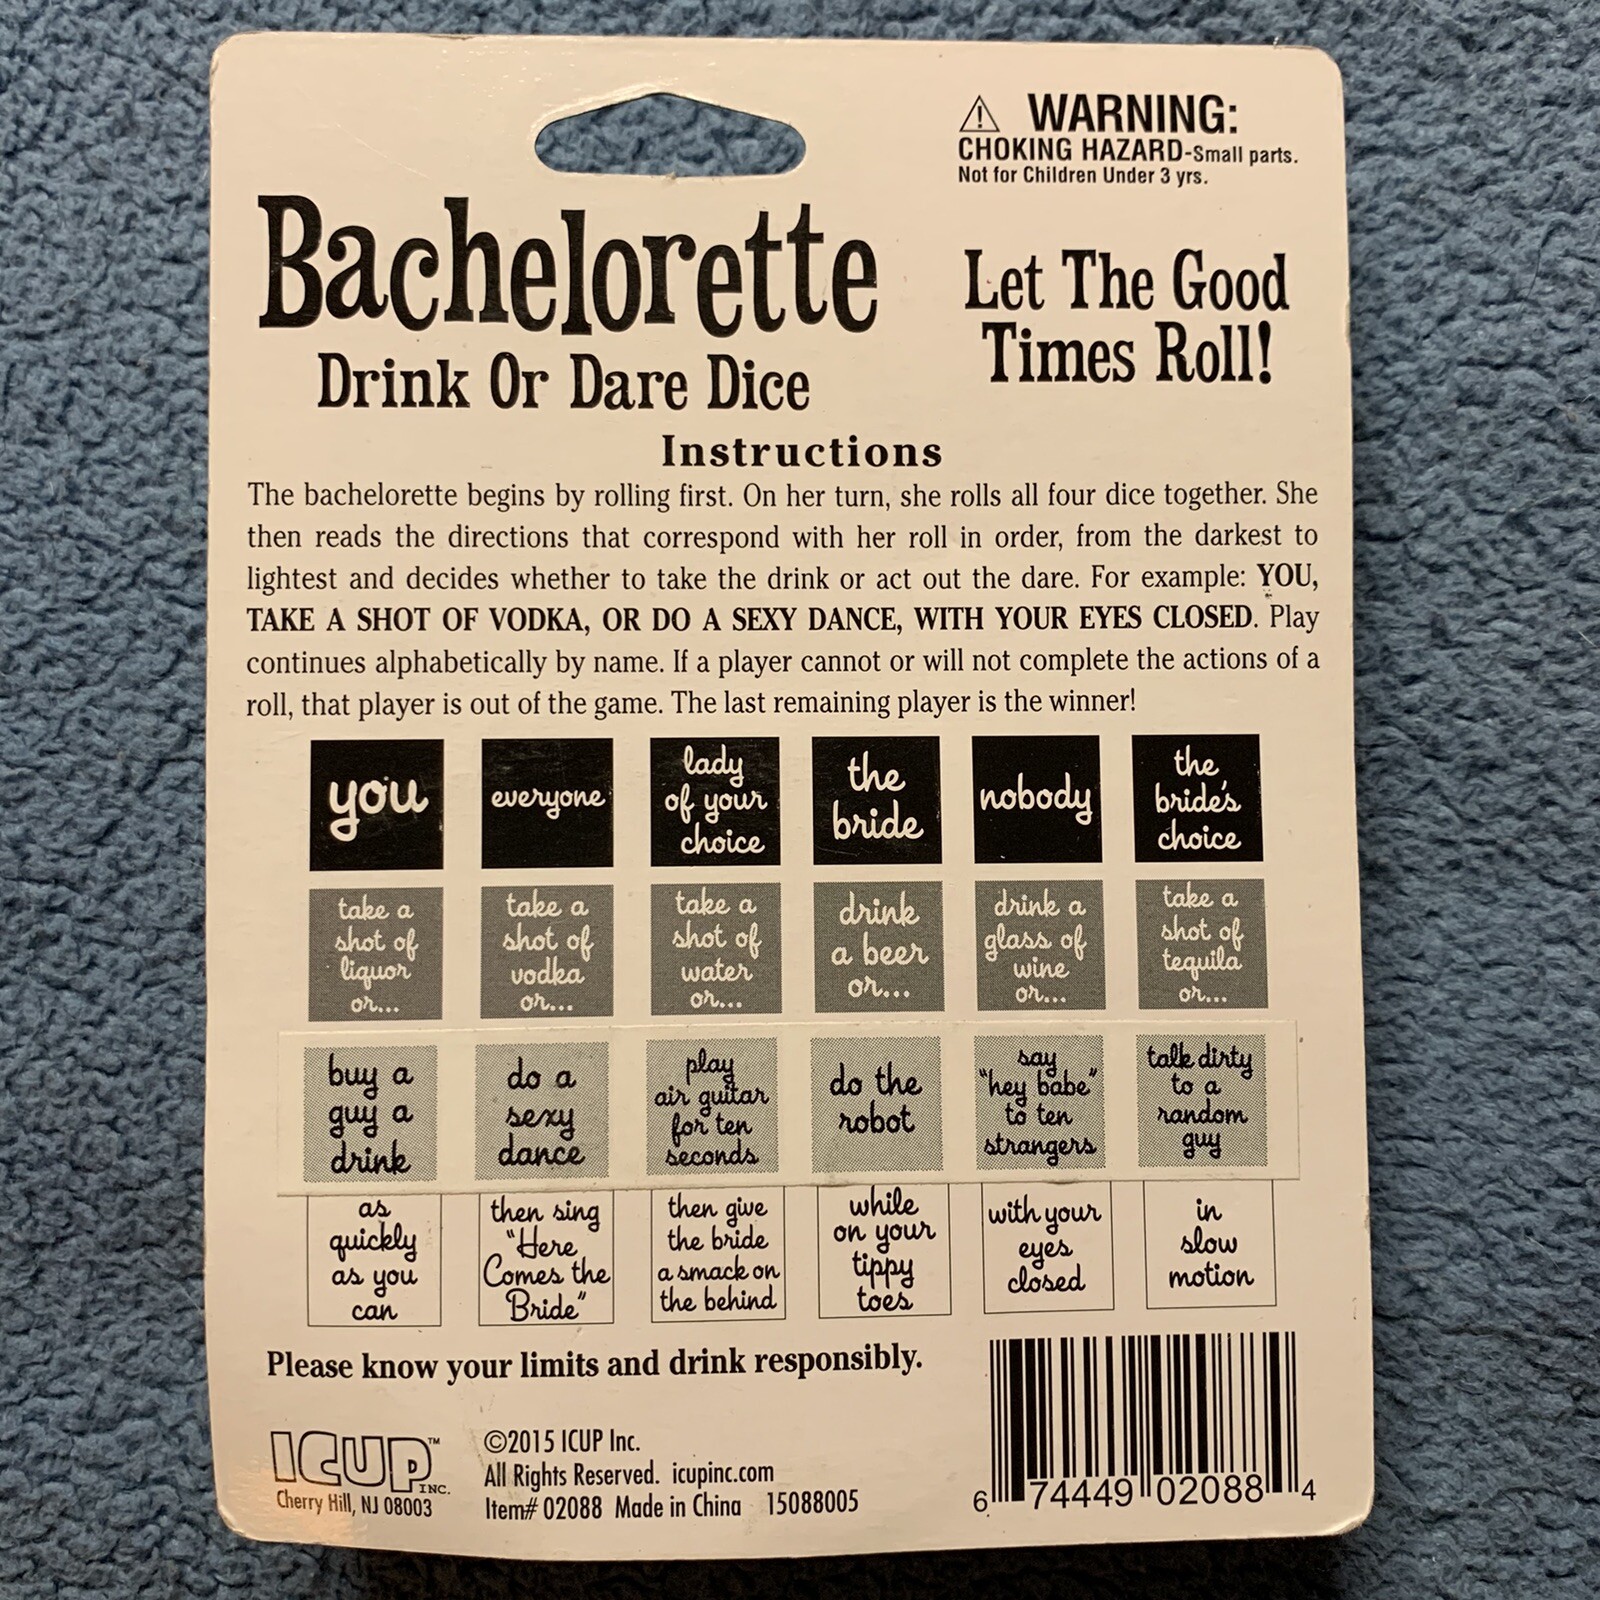 WARNING:
CHOKING HAZARD-Small parts.
Not for Children Under 3 yrs.
Bachelorette
Drink Or Dare Dice
Let The Good
Times Roll!
Instructions
The bachelorette begins by rolling first. On her turn, she rolls all four dice together. She
then reads the directions that correspond with her roll in order, from the darkest to
lightest and decides whether to take the drink or act out the dare. For example: YOU,
TAKE A SHOT OF VODKA, OR DO A SEXY DANCE, WITH YOUR EYES CLOSED. Play
continues alphabetically by name. If a player cannot or will not complete the actions of a
roll, that player is out of the game. The last remaining player is the winner!
you
everyone
lady
of your
choice
the
bride
nobody
the
bride's
choice
take a
shot of
liquor
or...
take a
shot of
vodka
or...
take a
shot of
water
or...
drink
a beer
or...
drink a
glass of
wine
or...
take a
shot of
tequila
or...
buy a
guy a
drink
do a
sexy
dance
play
air guitar
for ten
seconds
do the
robot
say
"hey babe"
to ten
strangers
talk dirty
to a
random
guy
as
quickly
as you
can
then sing
"Here
Comes the
Bride"
then give
the bride
a smack on
the behind
while
on your
tippy
toes
with your
eyes
closed
in
slow
motion
Please know your limits and drink responsibly.
ICUP™
INC.
Cherry Hill, NJ 08003
©2015 ICUP Inc.
All Rights Reserved. icupinc.com
Item# 02088 Made in China 15088005
6 74449 02088 4